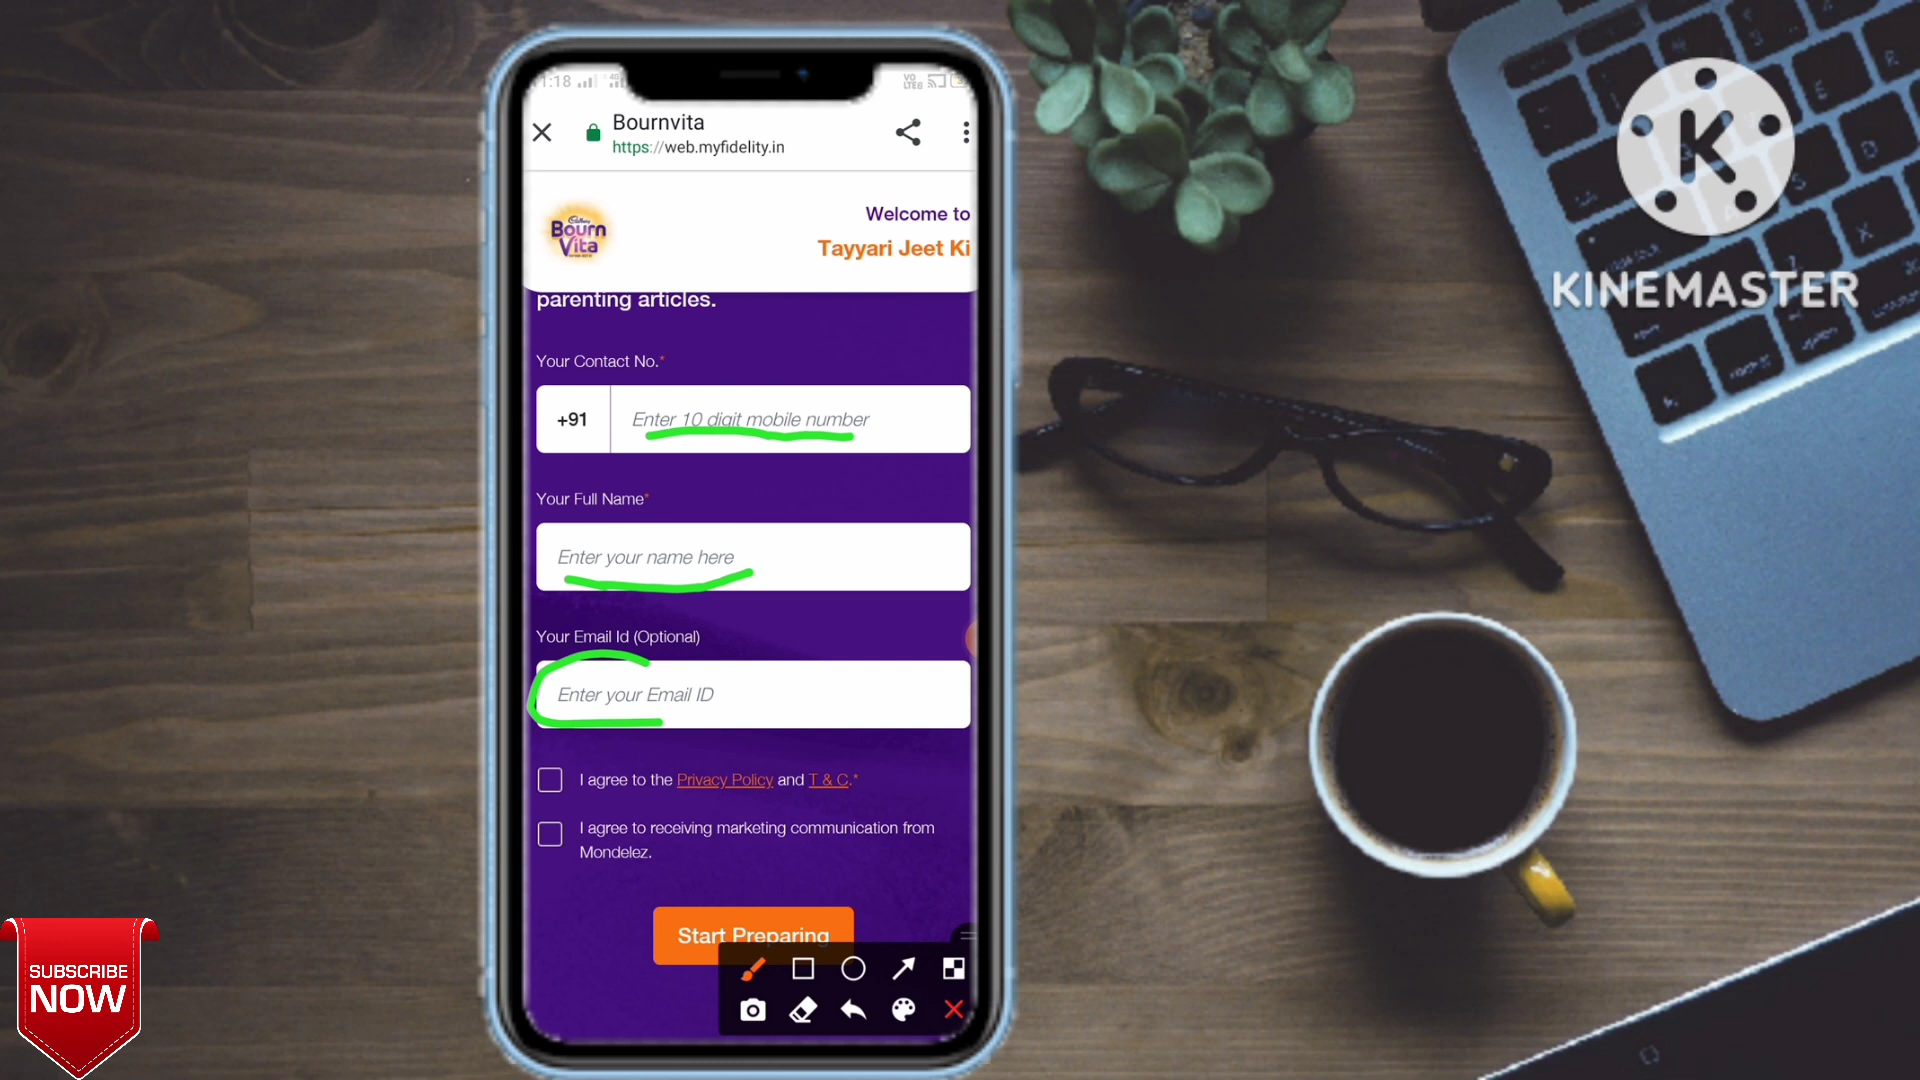 1:18
VO
LTE
Bournvita
https://web.myfidelity.in
Cadbury
Bourn
Vita
Welcome to
Tayyari Jeet Ki
parenting articles.
Your Contact No.*
+91 Enter 10 digit mobile number
Your Full Name*
Enter your name here
Your Email Id (Optional)
Enter your Email ID
I agree to the Privacy Policy and T & C.*
I agree to receiving marketing communication from
Mondelez.
Start Preparing
K
KINEMASTER
SUBSCRIBE
NOW